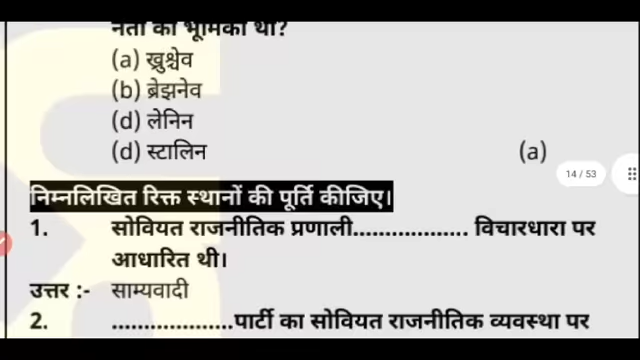 नेता की भूमिका थी?
(a) ख्रुश्चेव
(b) ब्रेझनेव
(d) लेनिन
(d) स्टालिन (a)
14 / 53
निम्नलिखित रिक्त स्थानों की पूर्ति कीजिए।
1. सोवियत राजनीतिक प्रणाली.................. विचारधारा पर
आधारित थी।
उत्तर :- साम्यवादी
2. ...................पार्टी का सोवियत राजनीतिक व्यवस्था पर